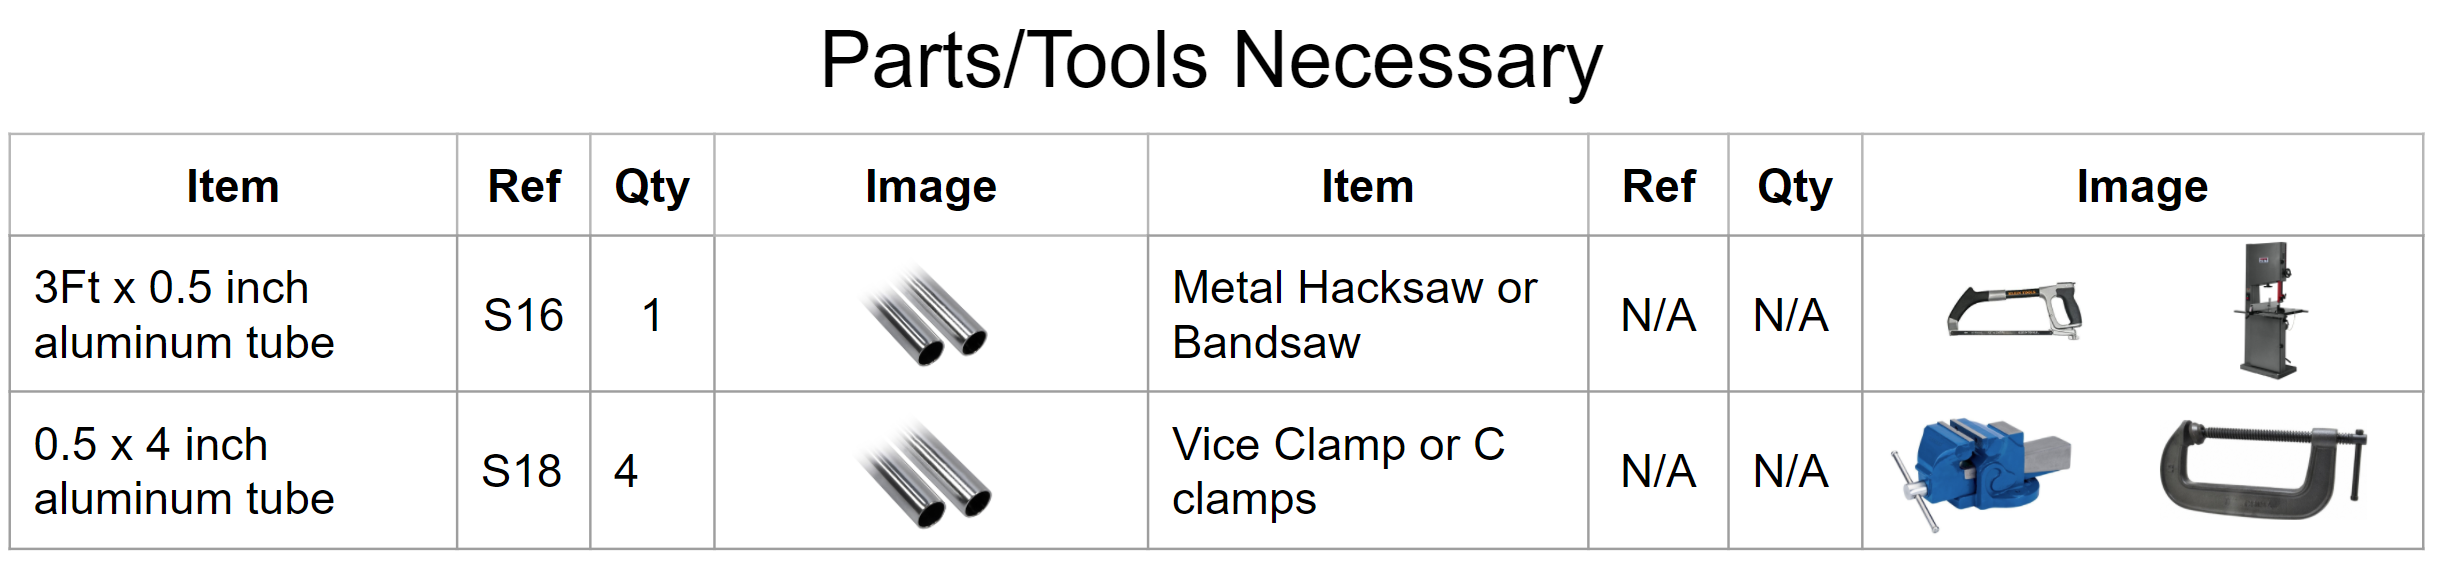 Parts/Tools Necessary
Item Ref Qty Image Item Ref Qty Image
3Ft x 0.5 inch
aluminum tube
S16
1
Metal Hacksaw or
Bandsaw
N/A
N/A
0.5 x 4 inch
aluminum tube
S18
4
Vice Clamp or C
clamps
N/A
N/A